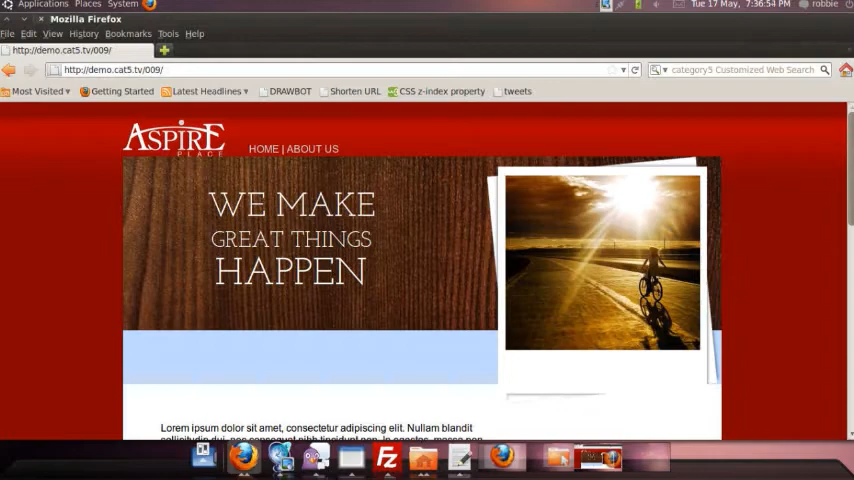 Applications Places System
Tue 17 May, 7:36:54 PM robbie
Mozilla Firefox
File Edit View History Bookmarks Tools Help
http://demo.cat5.tv/009/
http://demo.cat5.tv/009/
category5 Customized Web Search
Most Visited Getting Started Latest Headlines DRAWBOT Shorten URL CSS z-index property tweets
ASPIRE
PLACE
HOME | ABOUT US
WE MAKE
GREAT THINGS
HAPPEN
Lorem ipsum dolor sit amet, consectetur adipiscing elit. Nullam blandit